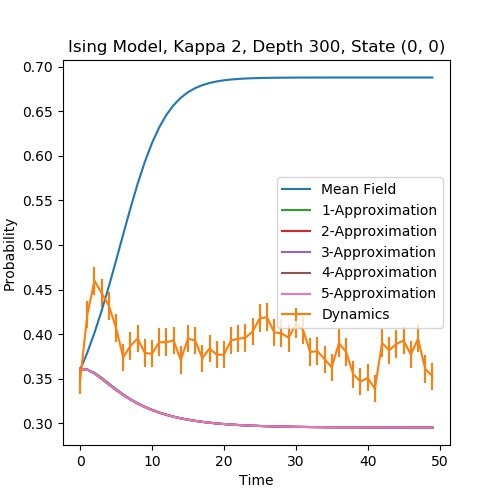 Ising Model, Kappa 2, Depth 300, State (0, 0)
0.70
0.65
0.60
0.55
0.50
0.45
0.40
0.35
0.30
Probability
Mean Field
1-Approximation
2-Approximation
3-Approximation
4-Approximation
5-Approximation
Dynamics
0 10 20 30 40 50
Time